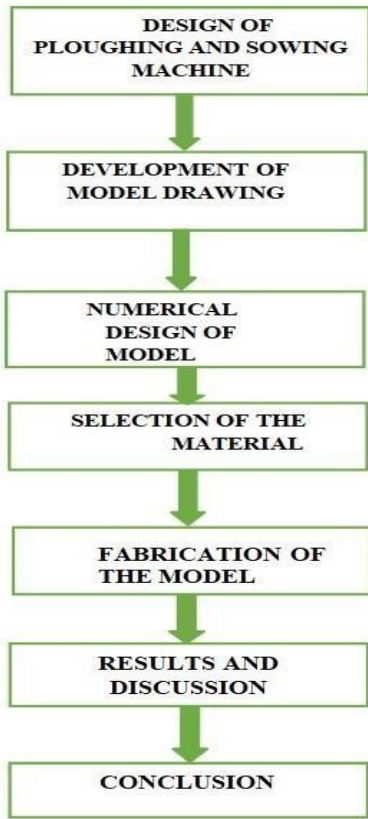 DESIGN OF
PLOUGHING AND SOWING
MACHINE
DEVELOPMENT OF
MODEL DRAWING
NUMERICAL
DESIGN OF
MODEL
SELECTION OF THE
MATERIAL
FABRICATION OF
THE MODEL
RESULTS AND
DISCUSSION
CONCLUSION